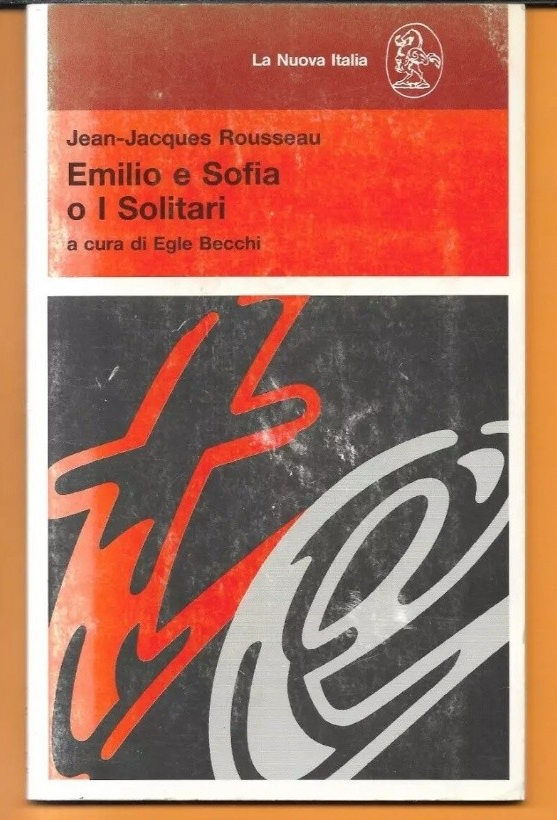 La Nuova Italia
Jean-Jacques Rousseau
Emilio e Sofia
o I Solitari
a cura di Egle Becchi